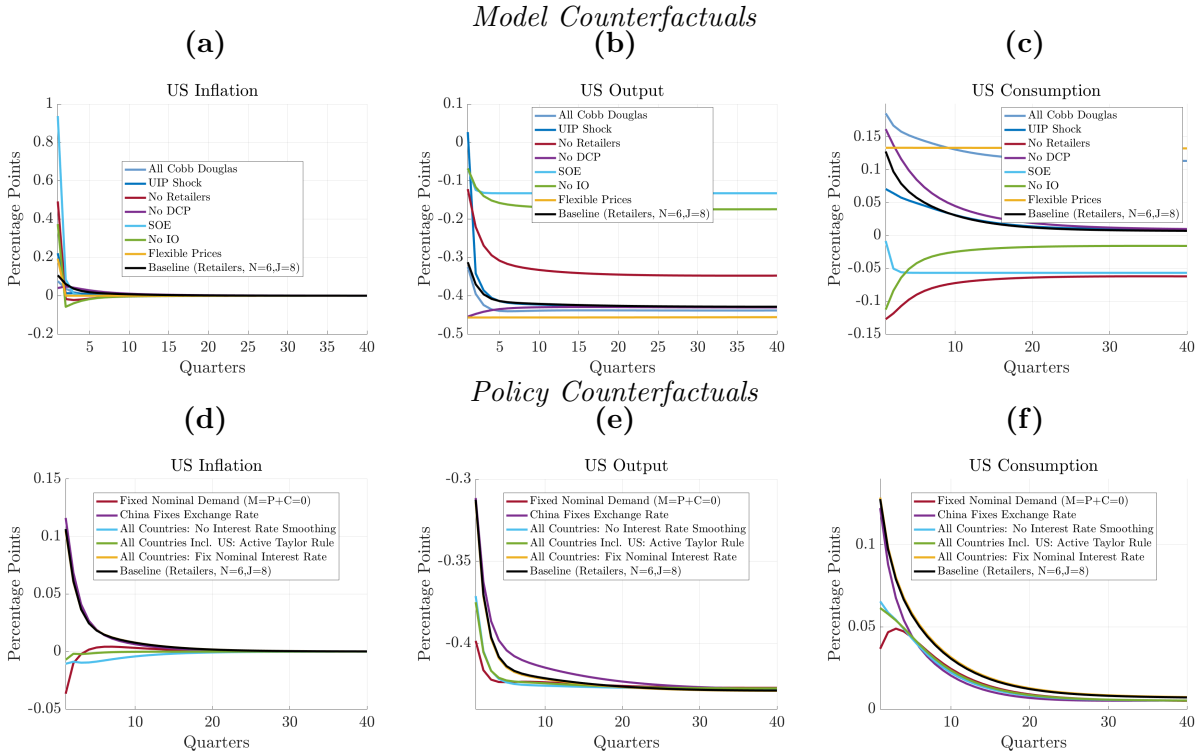 Model Counterfactuals
(a)
(b)
(c)
US Inflation
US Output
US Consumption
Percentage Points
1
0.8
0.6
0.4
0.2
0
-0.2
5
10
15
20
25
30
35
40
Quarters
All Cobb Douglas
UIP Shock
No Retailers
No DCP
SOE
No IO
Flexible Prices
Baseline (Retailers, N=6,J=8)
Percentage Points
0.1
0
-0.1
-0.2
-0.3
-0.4
-0.5
5
10
15
20
25
30
35
40
Quarters
All Cobb Douglas
UIP Shock
No Retailers
No DCP
SOE
No IO
Flexible Prices
Baseline (Retailers, N=6,J=8)
Percentage Points
0.15
0.1
0.05
0
-0.05
-0.1
-0.15
10
20
30
40
Quarters
All Cobb Douglas
UIP Shock
No Retailers
No DCP
SOE
No IO
Flexible Prices
Baseline (Retailers, N=6,J=8)
Policy Counterfactuals
(d)
(e)
(f)
US Inflation
US Output
US Consumption
Percentage Points
0.15
0.1
0.05
0
-0.05
10
20
30
40
Quarters
Fixed Nominal Demand (M=P+C=0)
China Fixes Exchange Rate
All Countries: No Interest Rate Smoothing
All Countries Incl. US: Active Taylor Rule
All Countries: Fix Nominal Interest Rate
Baseline (Retailers, N=6,J=8)
Percentage Points
-0.3
-0.35
-0.4
10
20
30
40
Quarters
Fixed Nominal Demand (M=P+C=0)
China Fixes Exchange Rate
All Countries: No Interest Rate Smoothing
All Countries Incl. US: Active Taylor Rule
All Countries: Fix Nominal Interest Rate
Baseline (Retailers, N=6,J=8)
Percentage Points
0.1
0.05
0
10
20
30
40
Quarters
Fixed Nominal Demand (M=P+C=0)
China Fixes Exchange Rate
All Countries: No Interest Rate Smoothing
All Countries Incl. US: Active Taylor Rule
All Countries: Fix Nominal Interest Rate
Baseline (Retailers, N=6,J=8)